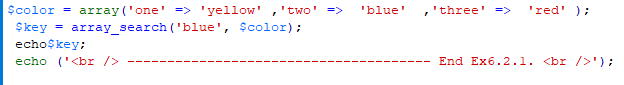 $color = array('one' => 'yellow' ,'two' =>  'blue'  ,'three' =>  'red' );
$key = array_search('blue', $color);
echo$key;
echo ('<br /> -------------------------------------- End Ex6.2.1. <br />');